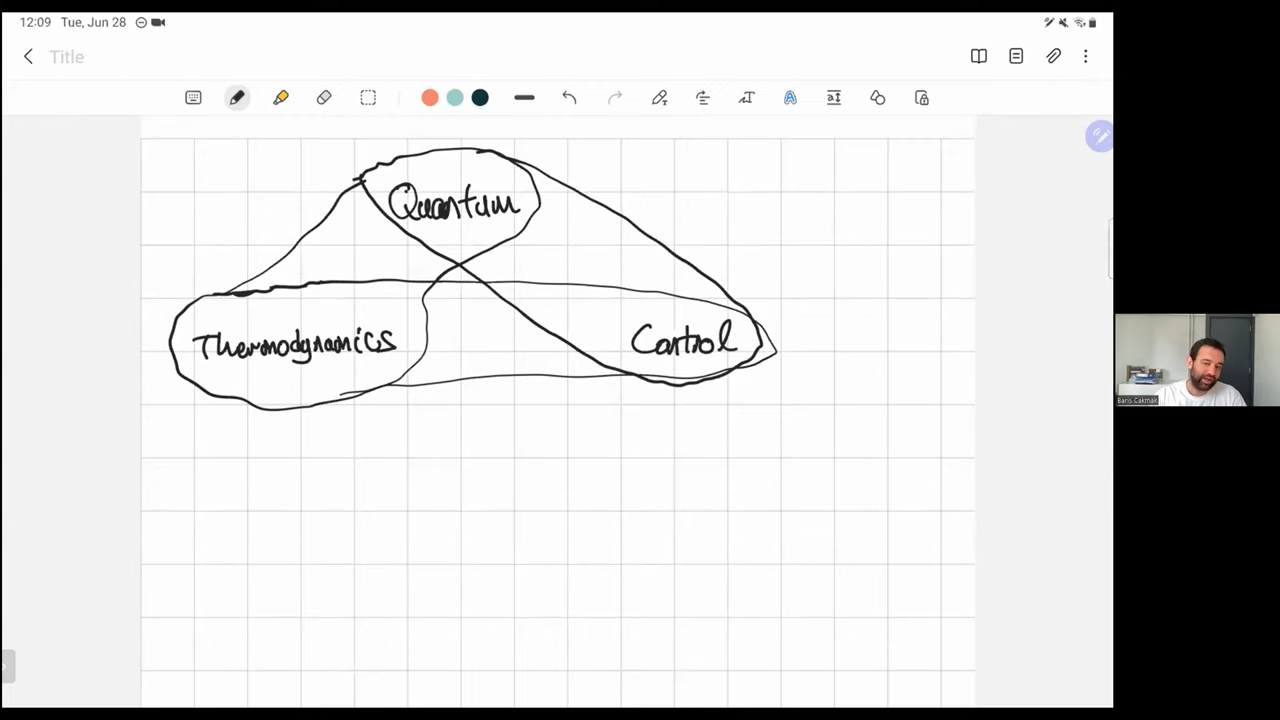 12:09 Tue, Jun 28
Title
Quantum
Thermodynamics
Control
Baris Cakmak